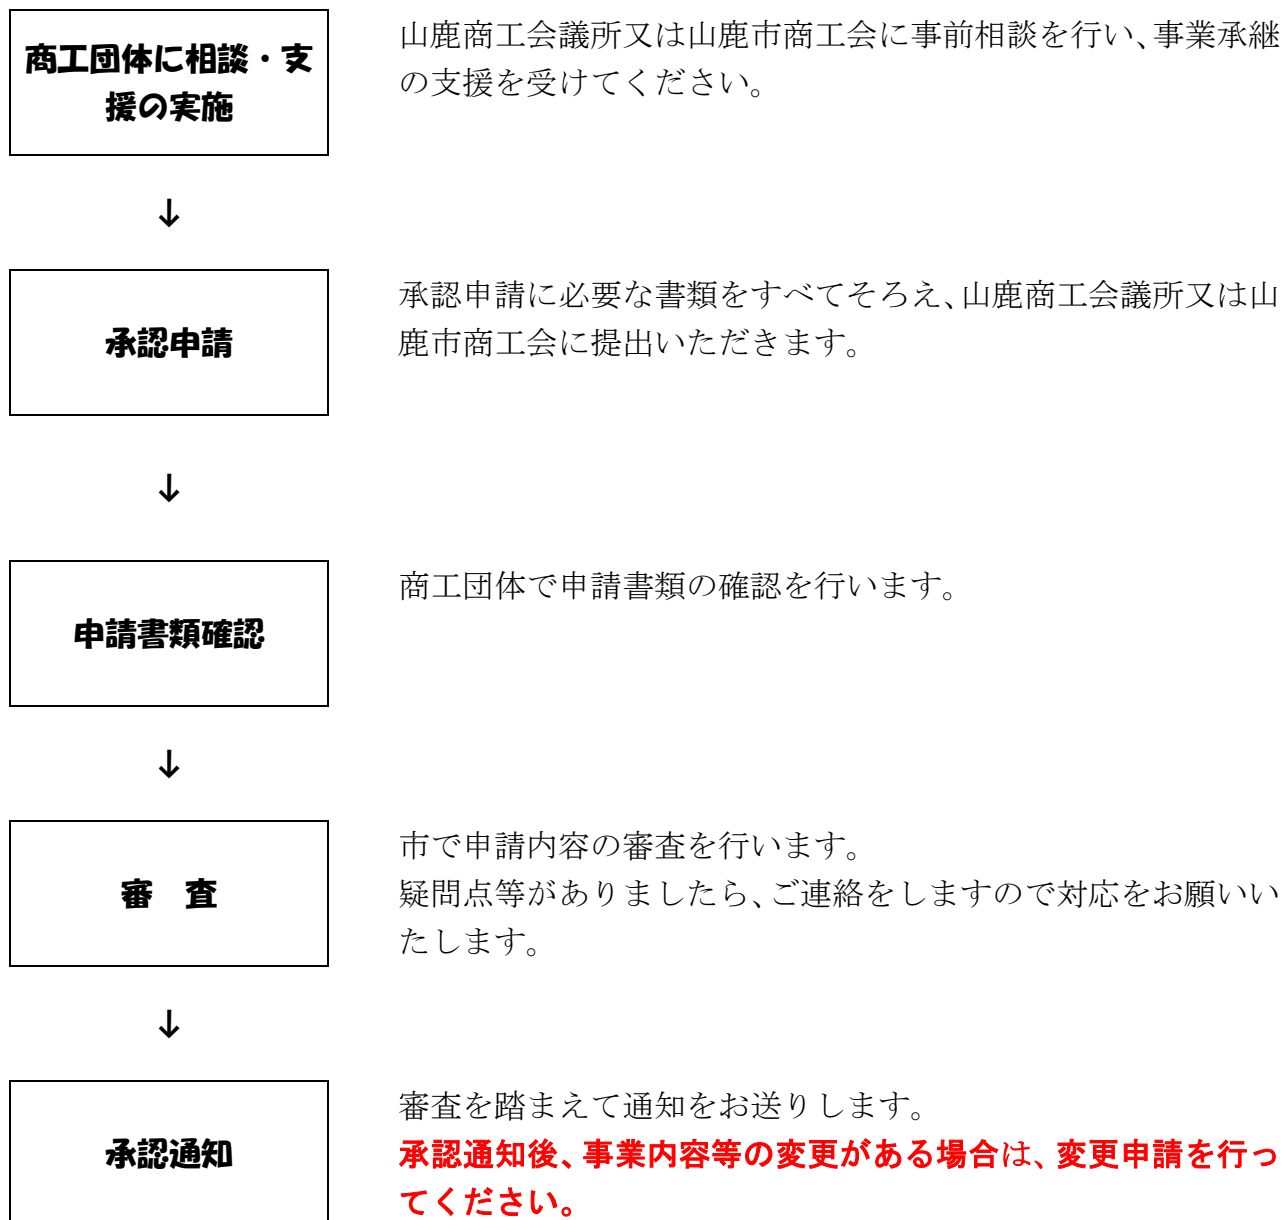 商工団体に相談・支
援の実施
山鹿商工会議所又は山鹿市商工会に事前相談を行い、事業承継
の支援を受けてください。
↓
承認申請
承認申請に必要な書類をすべてそろえ、山鹿商工会議所又は山
鹿市商工会に提出いただきます。
↓
申請書類確認
商工団体で申請書類の確認を行います。
↓
審　査
市で申請内容の審査を行います。
疑問点等がありましたら、ご連絡をしますので対応をお願いい
たします。
↓
承認通知
審査を踏まえて通知をお送りします。
承認通知後、事業内容等の変更がある場合は、変更申請を行っ
てください。